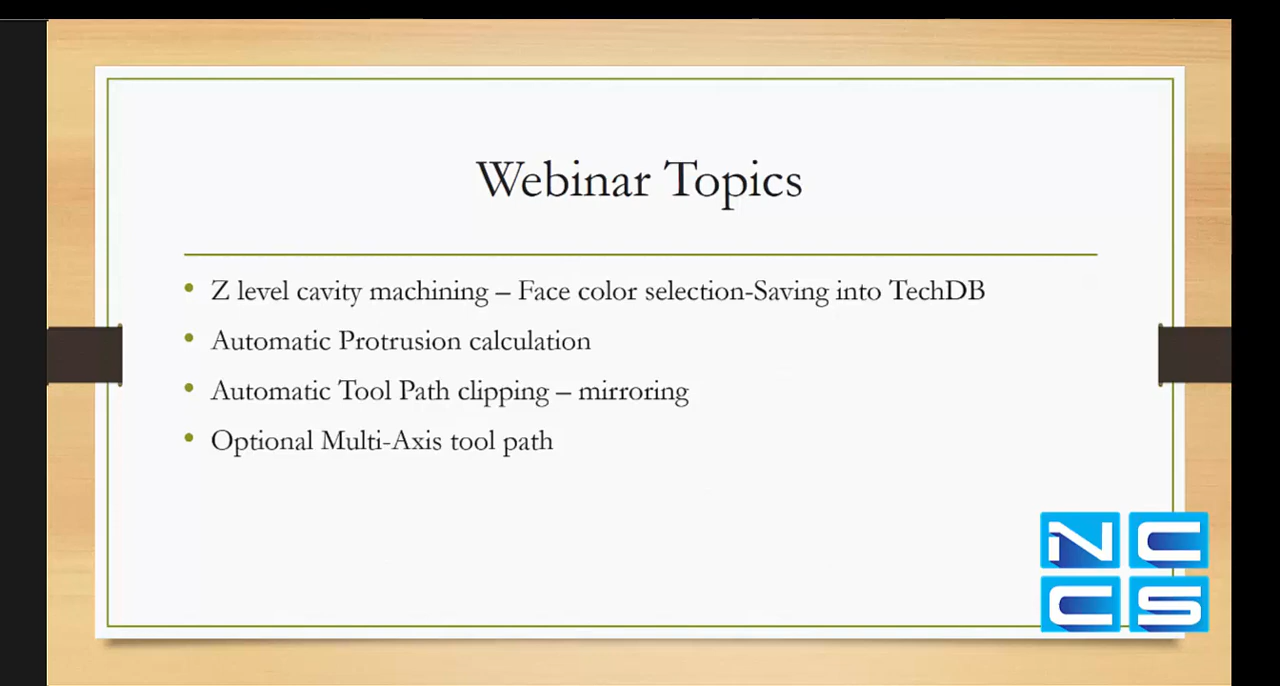 Webinar Topics
• Z level cavity machining – Face color selection-Saving into TechDB
• Automatic Protrusion calculation
• Automatic Tool Path clipping – mirroring
• Optional Multi-Axis tool path
NC
CS